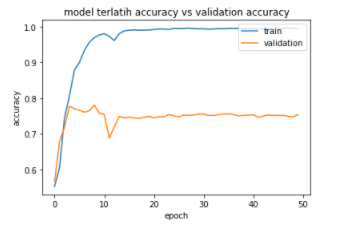 model terlatih accuracy vs validation accuracy
1.0
train
validation
0.9
0.8
0.7
0.6
accuracy
0 10 20 30 40 50
epoch